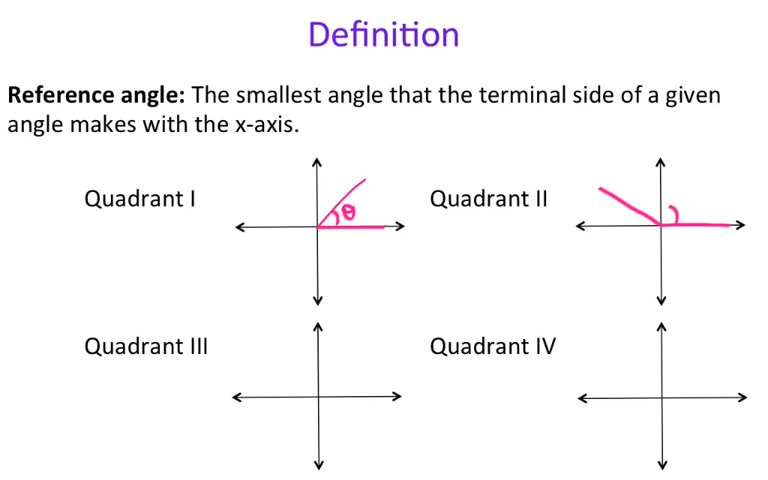 Definition
Reference angle: The smallest angle that the terminal side of a given
angle makes with the x-axis.
Quadrant I
θ
Quadrant II
Quadrant III
Quadrant IV